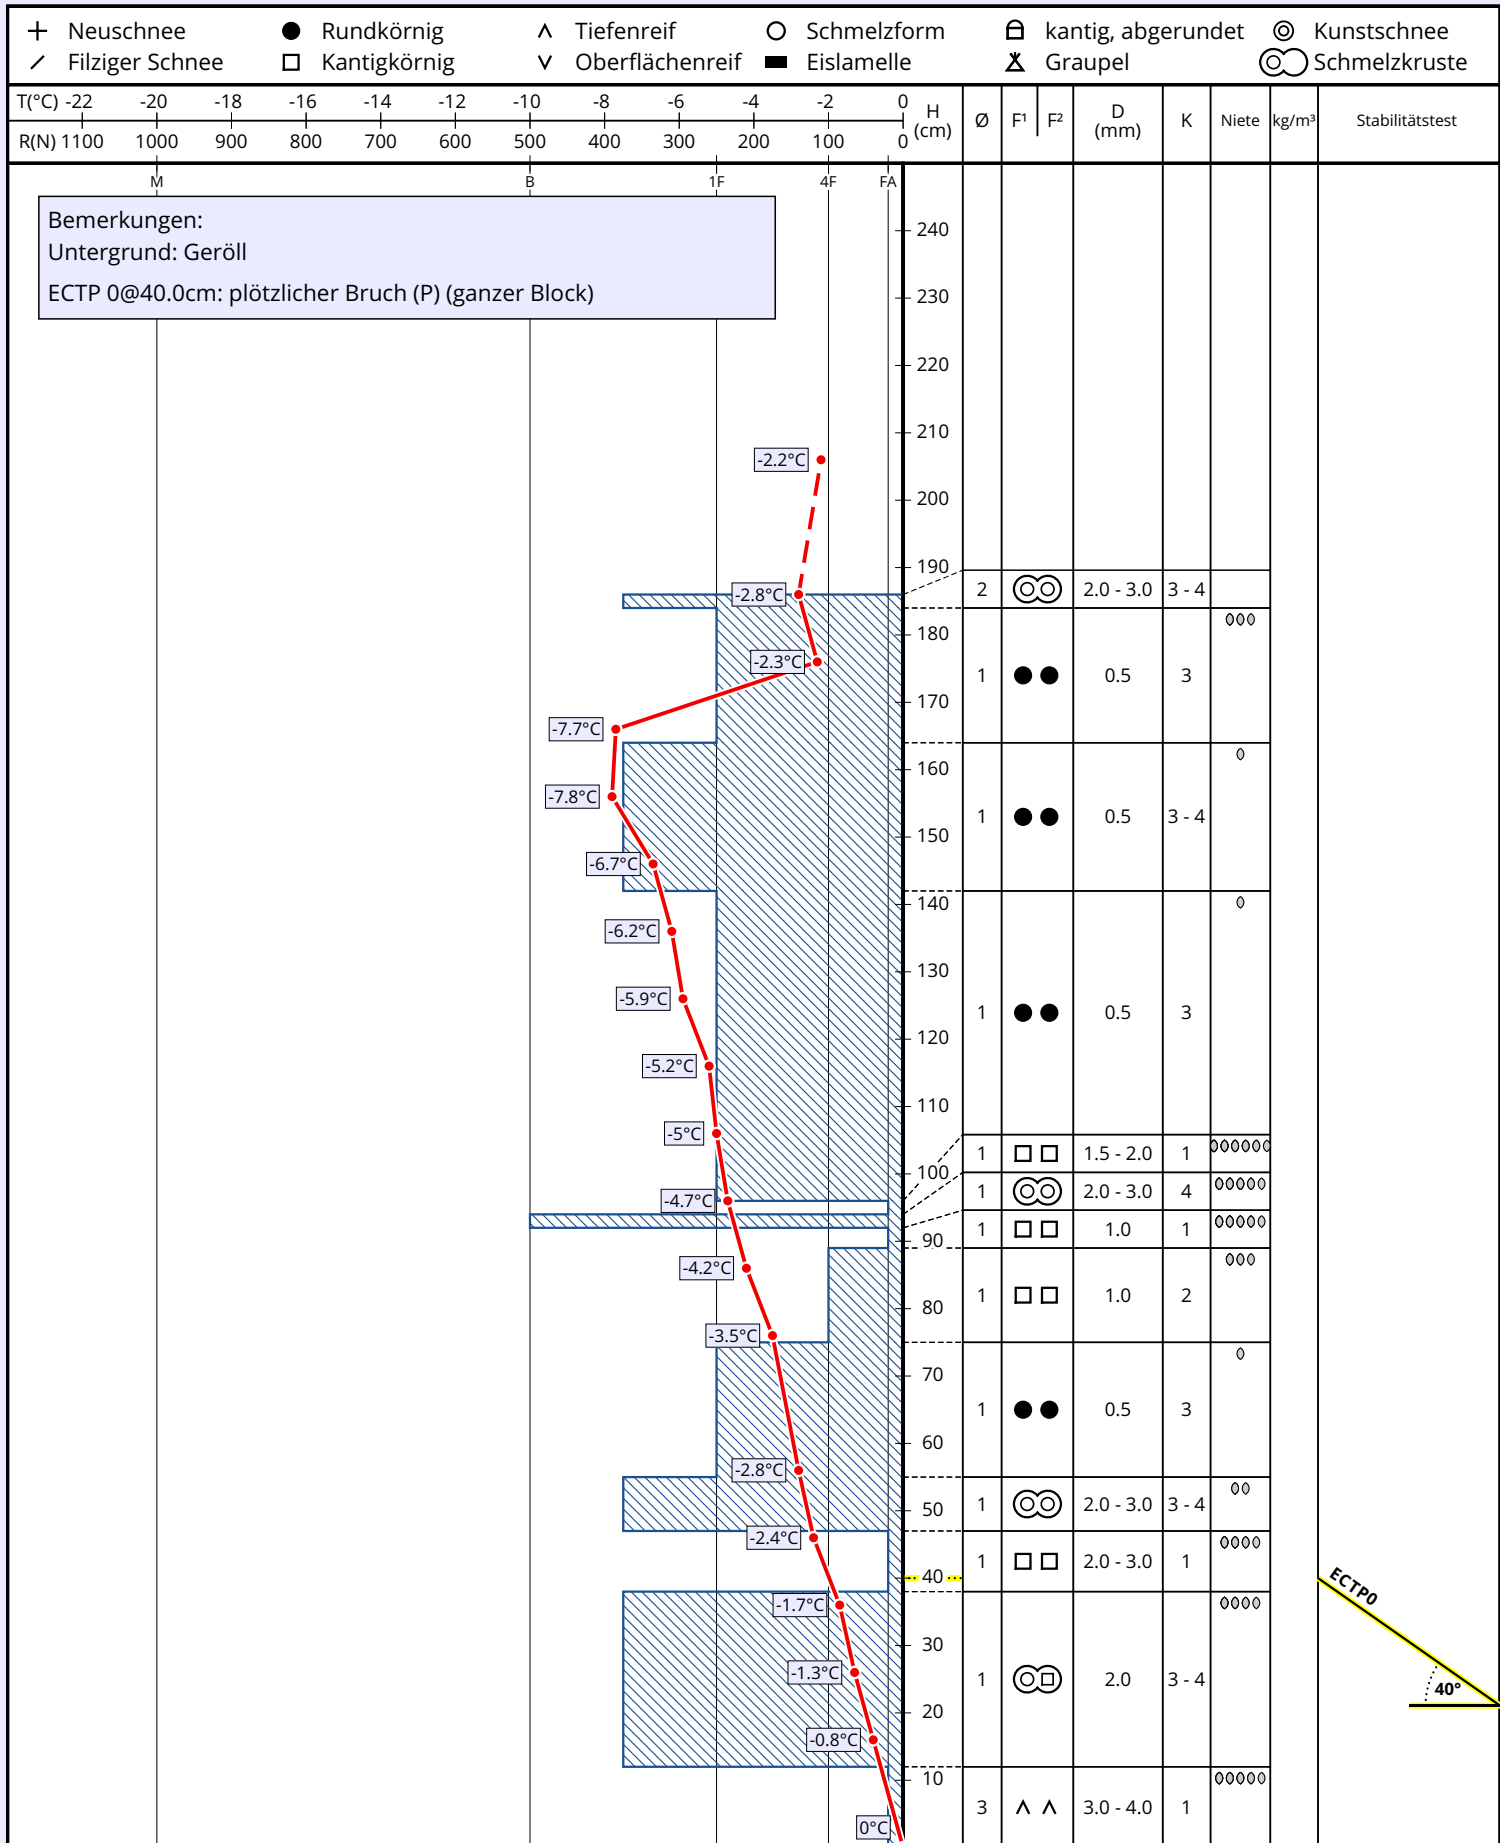 Neuschnee Rundkörnig Tiefenreif Schmelzform kantig, abgerundet Kunstschnee
Filziger Schnee Kantigkörnig Oberflächenreif Eislamelle Graupel Schmelzkruste
T(°C) -22 -20 -18 -16 -14 -12 -10 -8 -6 -4 -2 0
R(N) 1100 1000 900 800 700 600 500 400 300 200 100 0
H (cm) Ø F¹ F² D (mm) K Niete kg/m³ Stabilitätstest
M B 1F 4F FA
Bemerkungen:
Untergrund: Geröll
ECTP 0@40.0cm: plötzlicher Bruch (P) (ganzer Block)
240
230
220
210
-2.2°C
200
190
2 2.0 - 3.0 3 - 4
-2.8°C
180
-2.3°C
1 0.5 3
170
-7.7°C
160
-7.8°C
1 0.5 3 - 4
150
-6.7°C
140
-6.2°C
130
-5.9°C
1 0.5 3
120
-5.2°C
110
-5°C
1 1.5 - 2.0 1
100
1 2.0 - 3.0 4
-4.7°C
1 1.0 1
90
-4.2°C
1 1.0 2
80
-3.5°C
70
1 0.5 3
60
-2.8°C
1 2.0 - 3.0 3 - 4
50
-2.4°C
1 2.0 - 3.0 1
40
ECTP0
-1.7°C
30
-1.3°C
1 2.0 3 - 4
40°
20
-0.8°C
10
3 3.0 - 4.0 1
0°C